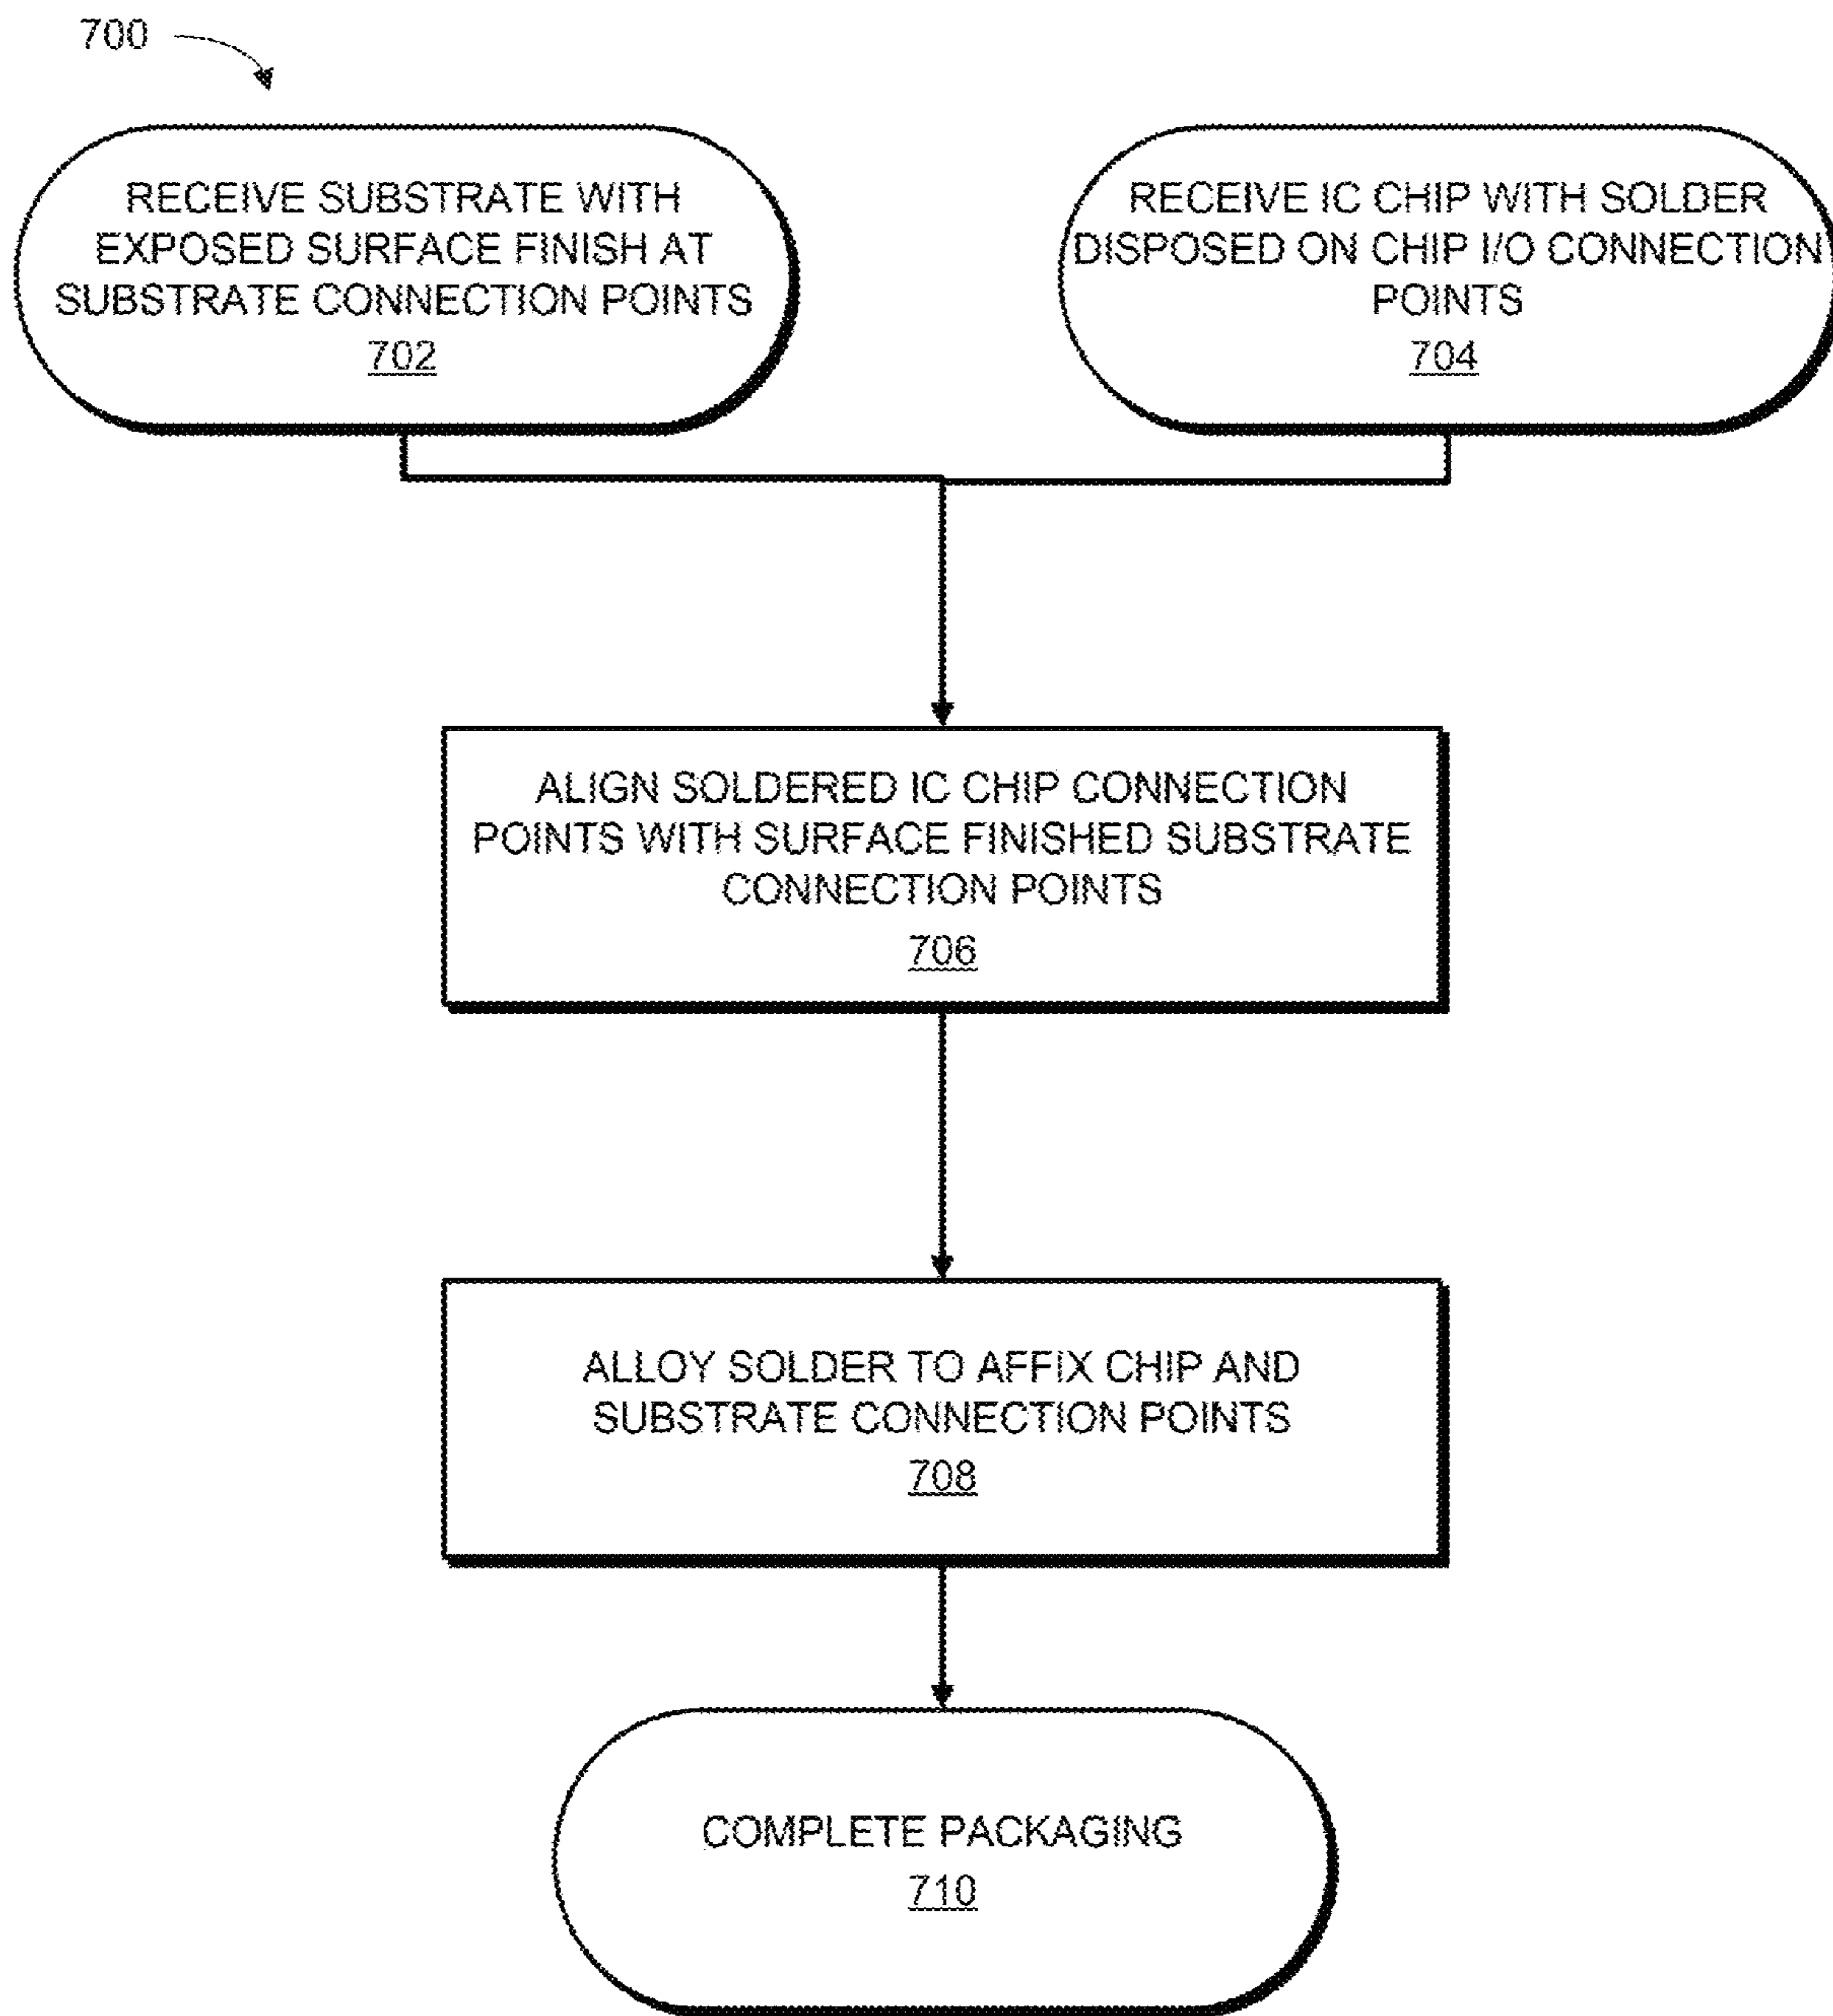 700
RECEIVE SUBSTRATE WITH
EXPOSED SURFACE FINISH AT
SUBSTRATE CONNECTION POINTS
702
RECEIVE IC CHIP WITH SOLDER
DISPOSED ON CHIP I/O CONNECTION
POINTS
704
ALIGN SOLDERED IC CHIP CONNECTION
POINTS WITH SURFACE FINISHED SUBSTRATE
CONNECTION POINTS
706
ALLOY SOLDER TO AFFIX CHIP AND
SUBSTRATE CONNECTION POINTS
708
COMPLETE PACKAGING
710